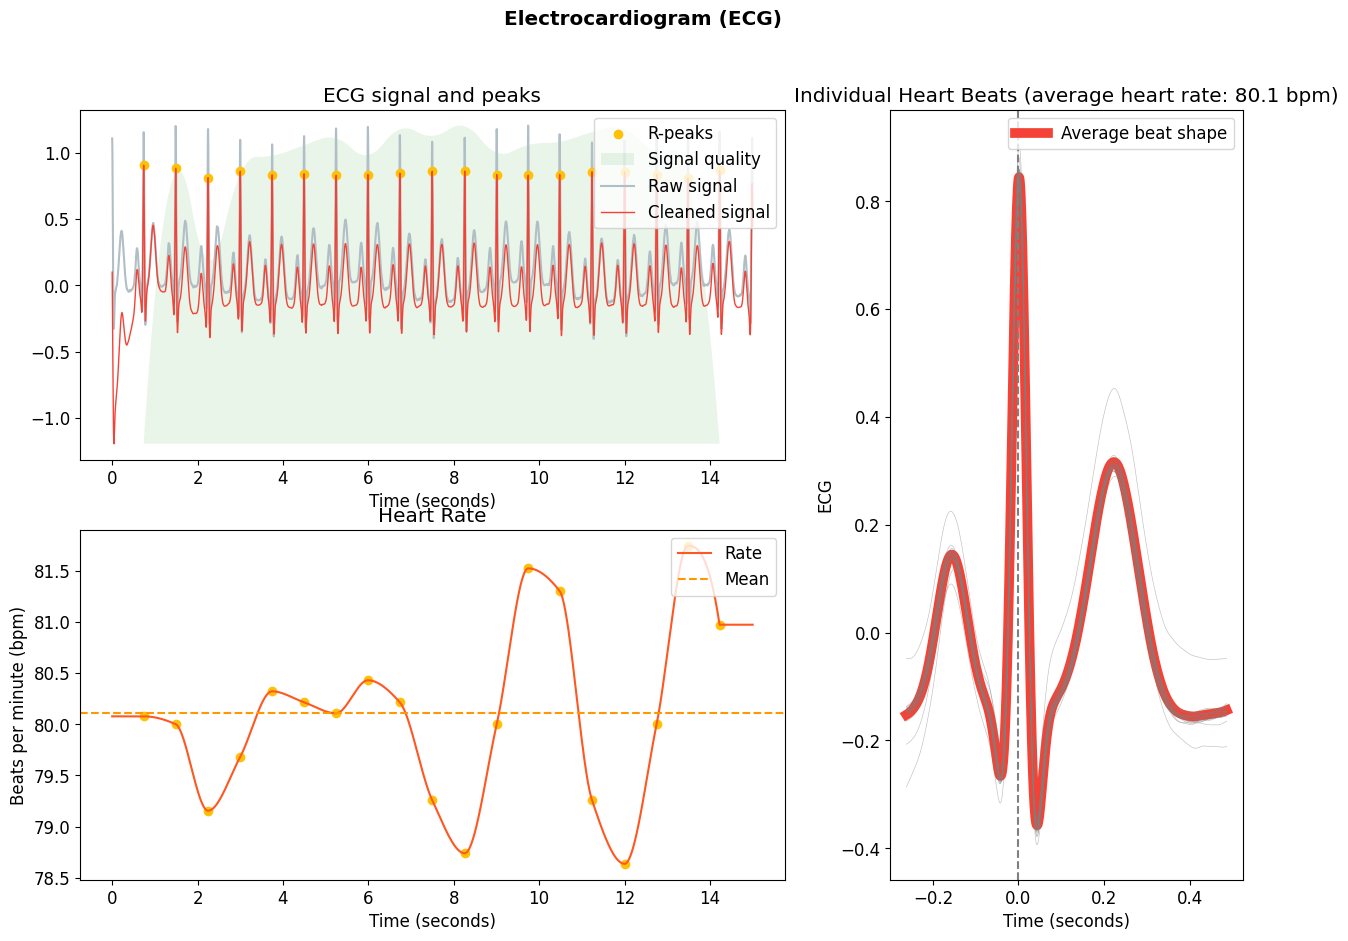 Electrocardiogram (ECG)
ECG signal and peaks
R-peaks
Signal quality
Raw signal
Cleaned signal
1.0
0.5
0.0
−0.5
−1.0
0 2 4 6 8 10 12 14
Time (seconds)
Heart Rate
Rate
Mean
Beats per minute (bpm)
81.5
81.0
80.5
80.0
79.5
79.0
78.5
0 2 4 6 8 10 12 14
Time (seconds)
Individual Heart Beats (average heart rate: 80.1 bpm)
Average beat shape
ECG
0.8
0.6
0.4
0.2
0.0
−0.2
−0.4
−0.2 0.0 0.2 0.4
Time (seconds)